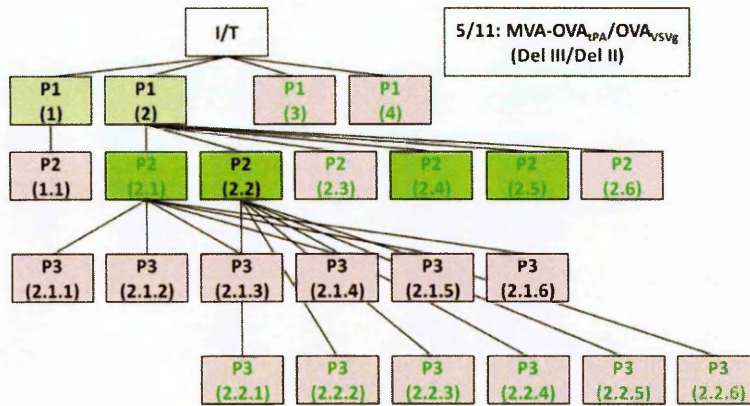 I/T
5/11: MVA-OVAtPA/OVAVSVg
(Del III/Del II)
P1 P1 P1 P1
(1) (2) (3) (4)
P2 P2 P2 P2 P2 P2 P2
(1.1) (2.1) (2.2) (2.3) (2.4) (2.5) (2.6)
P3 P3 P3 P3 P3 P3
(2.1.1) (2.1.2) (2.1.3) (2.1.4) (2.1.5) (2.1.6)
P3 P3 P3 P3 P3 P3
(2.2.1) (2.2.2) (2.2.3) (2.2.4) (2.2.5) (2.2.6)